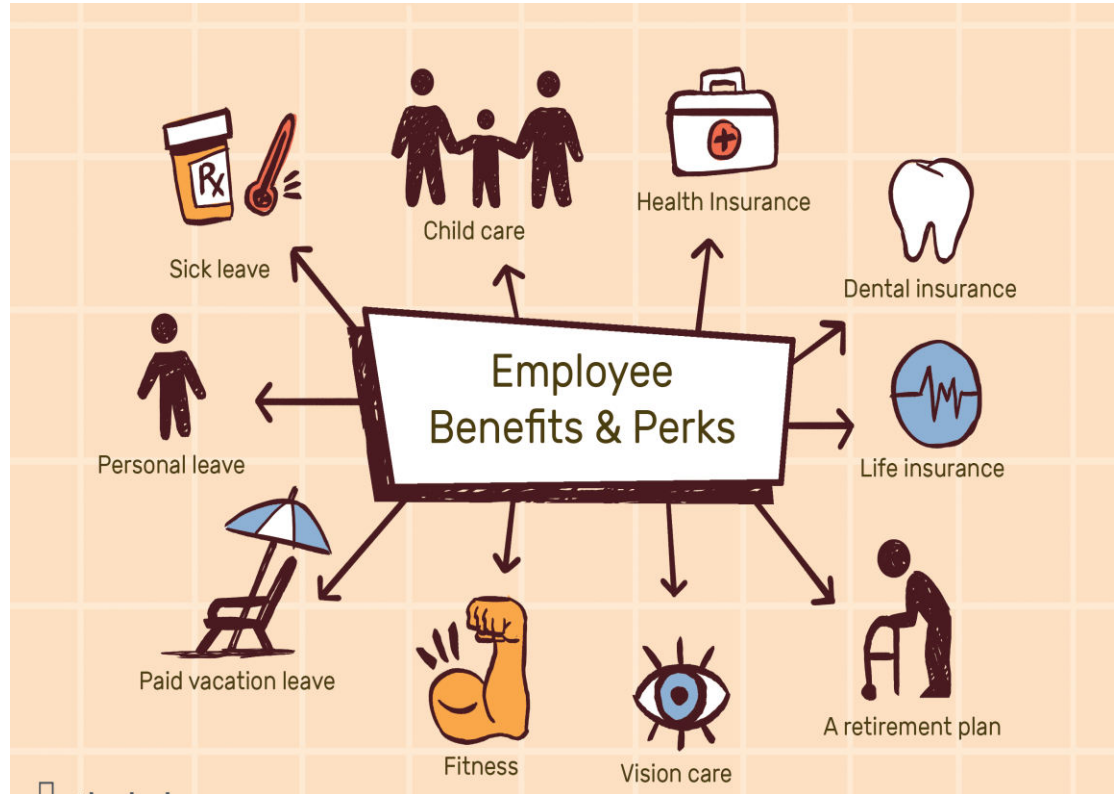 Child care
Health Insurance
Sick leave
Dental insurance
Employee
Benefits & Perks
Personal leave
Life insurance
Paid vacation leave
A retirement plan
Fitness
Vision care
Rx